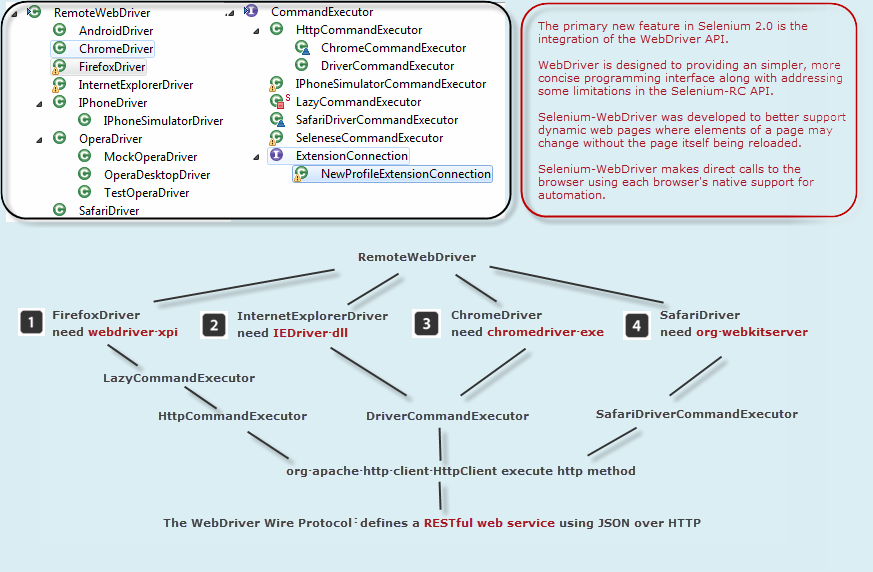 RemoteWebDriver
AndroidDriver
ChromeDriver
FirefoxDriver
InternetExplorerDriver
IPhoneDriver
IPhoneSimulatorDriver
OperaDriver
MockOperaDriver
OperaDesktopDriver
TestOperaDriver
SafariDriver
CommandExecutor
HttpCommandExecutor
ChromeCommandExecutor
DriverCommandExecutor
IPhoneSimulatorCommandExecutor
LazyCommandExecutor
SafariDriverCommandExecutor
SeleneseCommandExecutor
ExtensionConnection
NewProfileExtensionConnection
The primary new feature in Selenium 2.0 is the
integration of the WebDriver API.
WebDriver is designed to providing an simpler, more
concise programming interface along with addressing
some limitations in the Selenium-RC API.
Selenium-WebDriver was developed to better support
dynamic web pages where elements of a page may
change without the page itself being reloaded.
Selenium-WebDriver makes direct calls to the
browser using each browser's native support for
automation.
RemoteWebDriver
1 FirefoxDriver
need webdriver·xpi
2 InternetExplorerDriver
need IEDriver·dll
3 ChromeDriver
need chromedriver·exe
4 SafariDriver
need org·webkitserver
LazyCommandExecutor
HttpCommandExecutor
DriverCommandExecutor
SafariDriverCommandExecutor
org·apache·http·client·HttpClient execute http method
The WebDriver Wire Protocol: defines a RESTful web service using JSON over HTTP